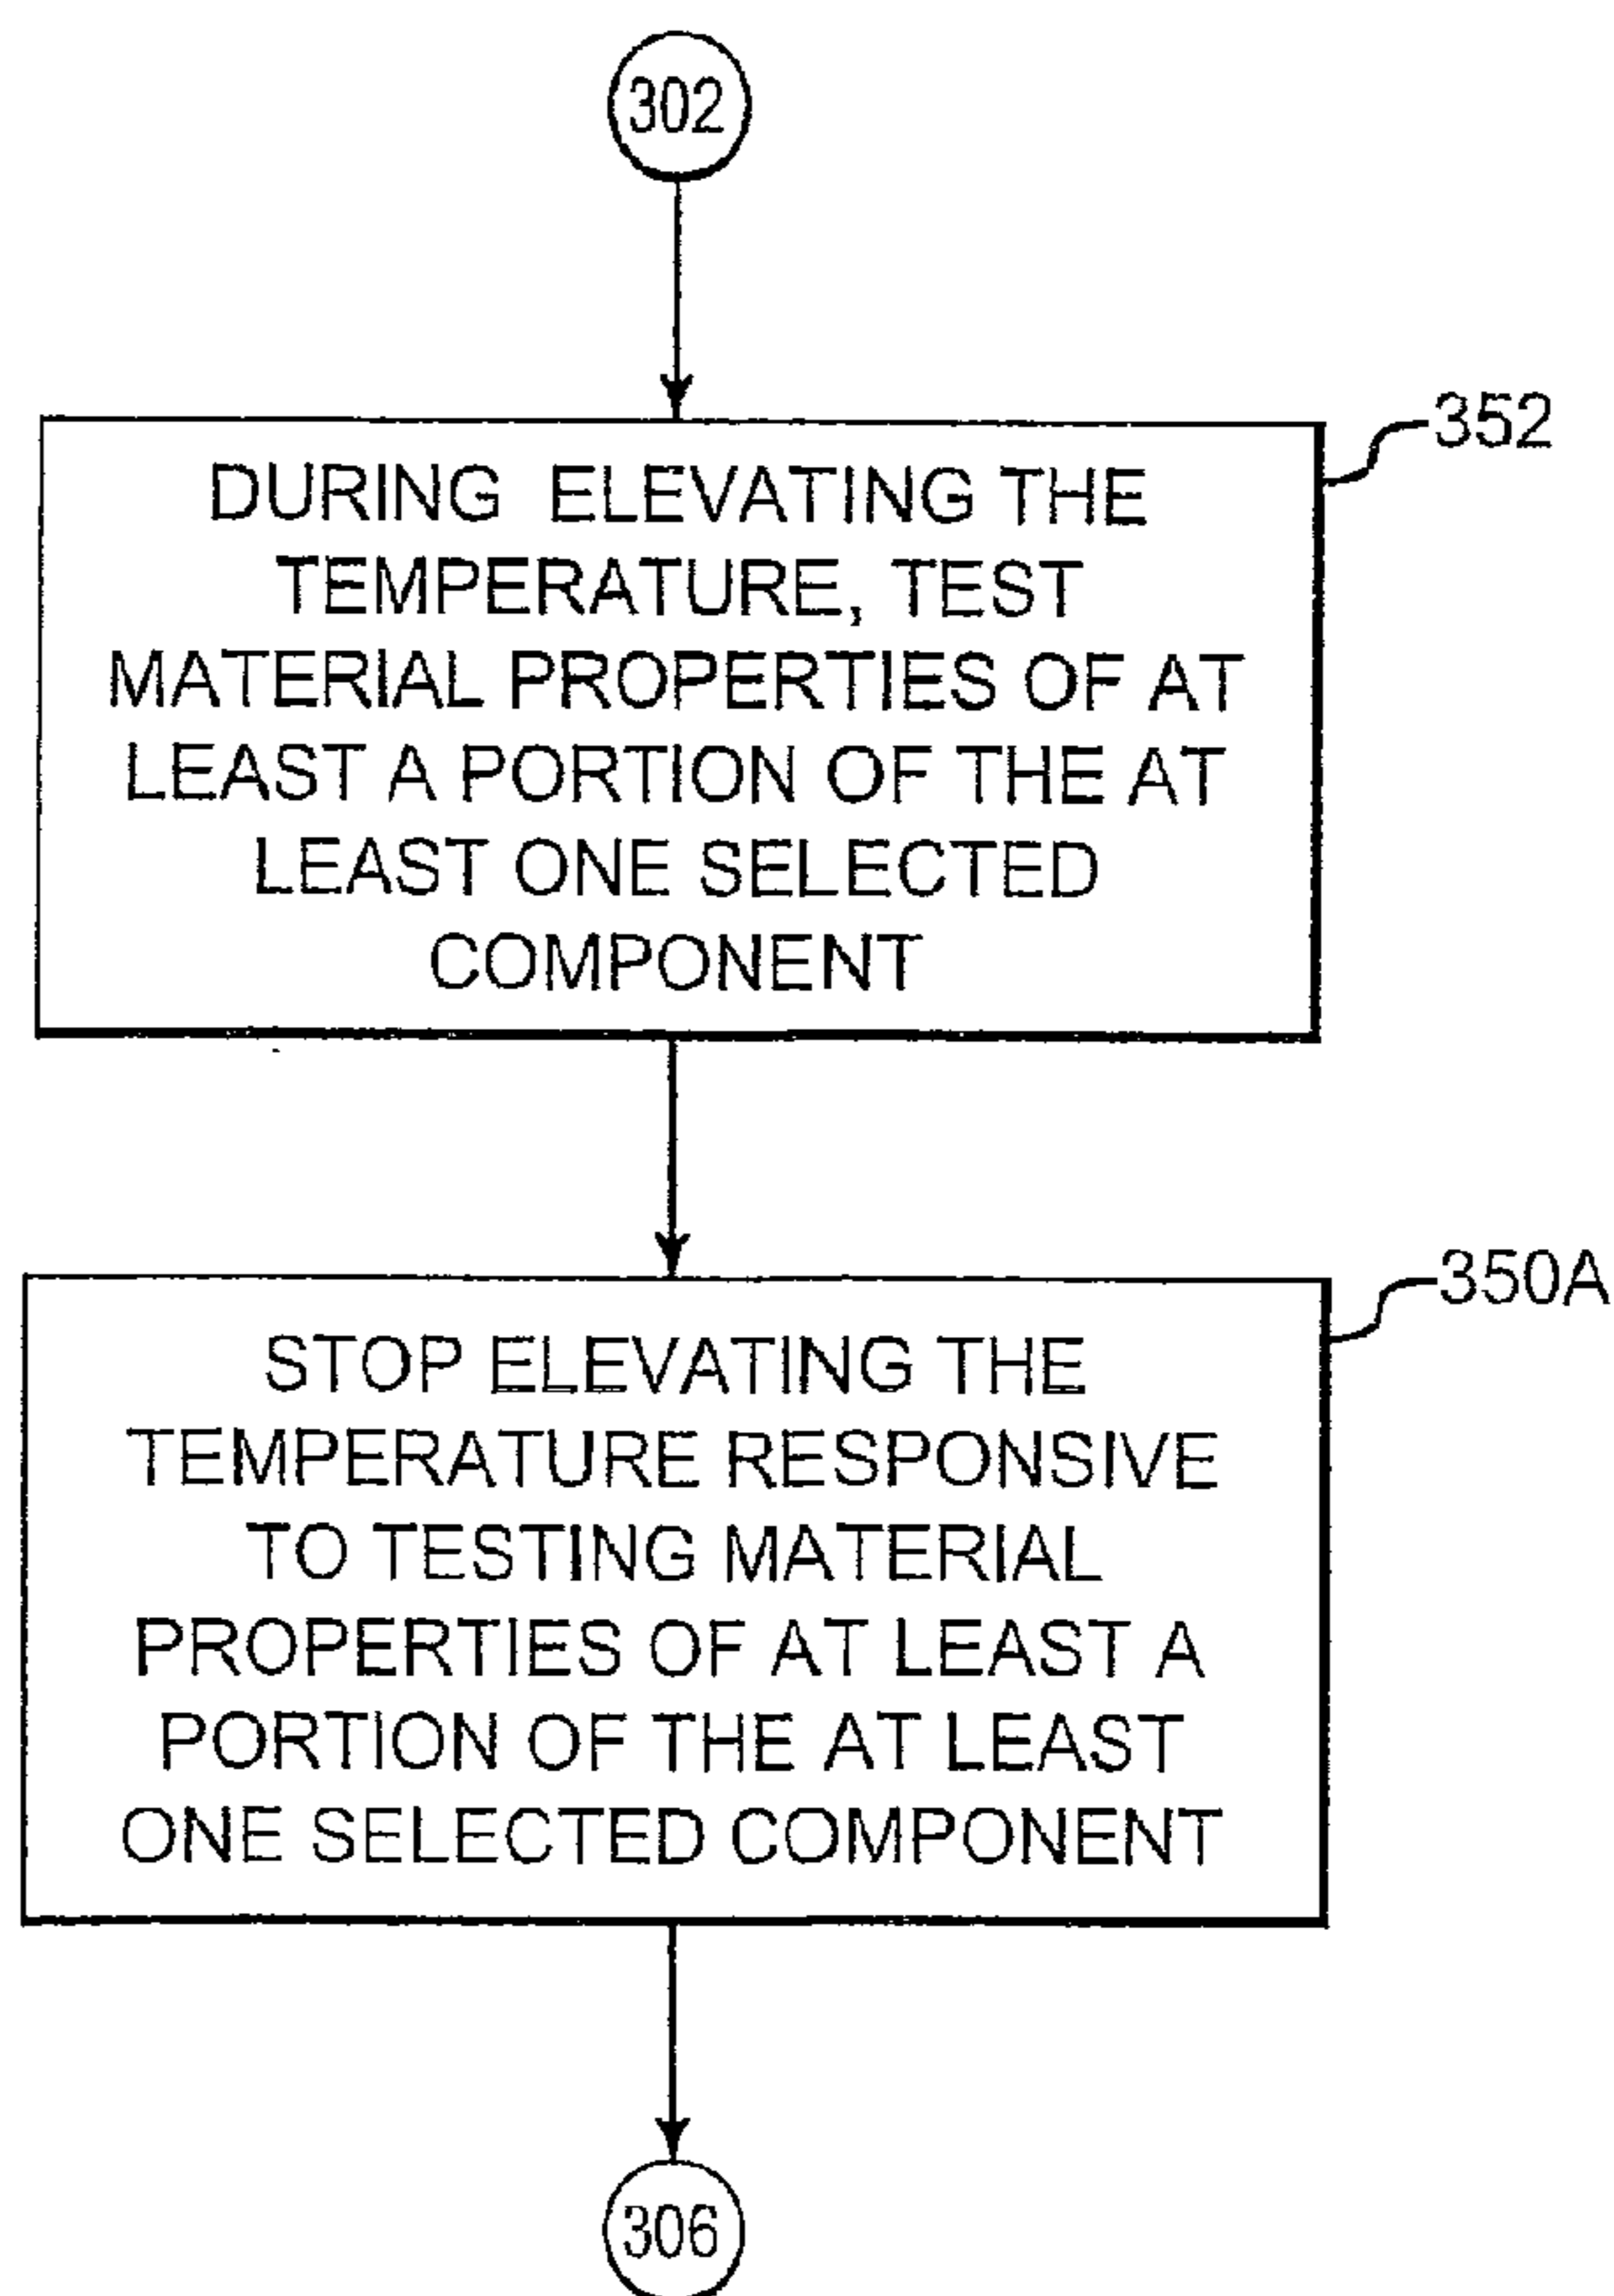 302
352
DURING ELEVATING THE
TEMPERATURE, TEST
MATERIAL PROPERTIES OF AT
LEAST A PORTION OF THE AT
LEAST ONE SELECTED
COMPONENT
350A
STOP ELEVATING THE
TEMPERATURE RESPONSIVE
TO TESTING MATERIAL
PROPERTIES OF AT LEAST A
PORTION OF THE AT LEAST
ONE SELECTED COMPONENT
306